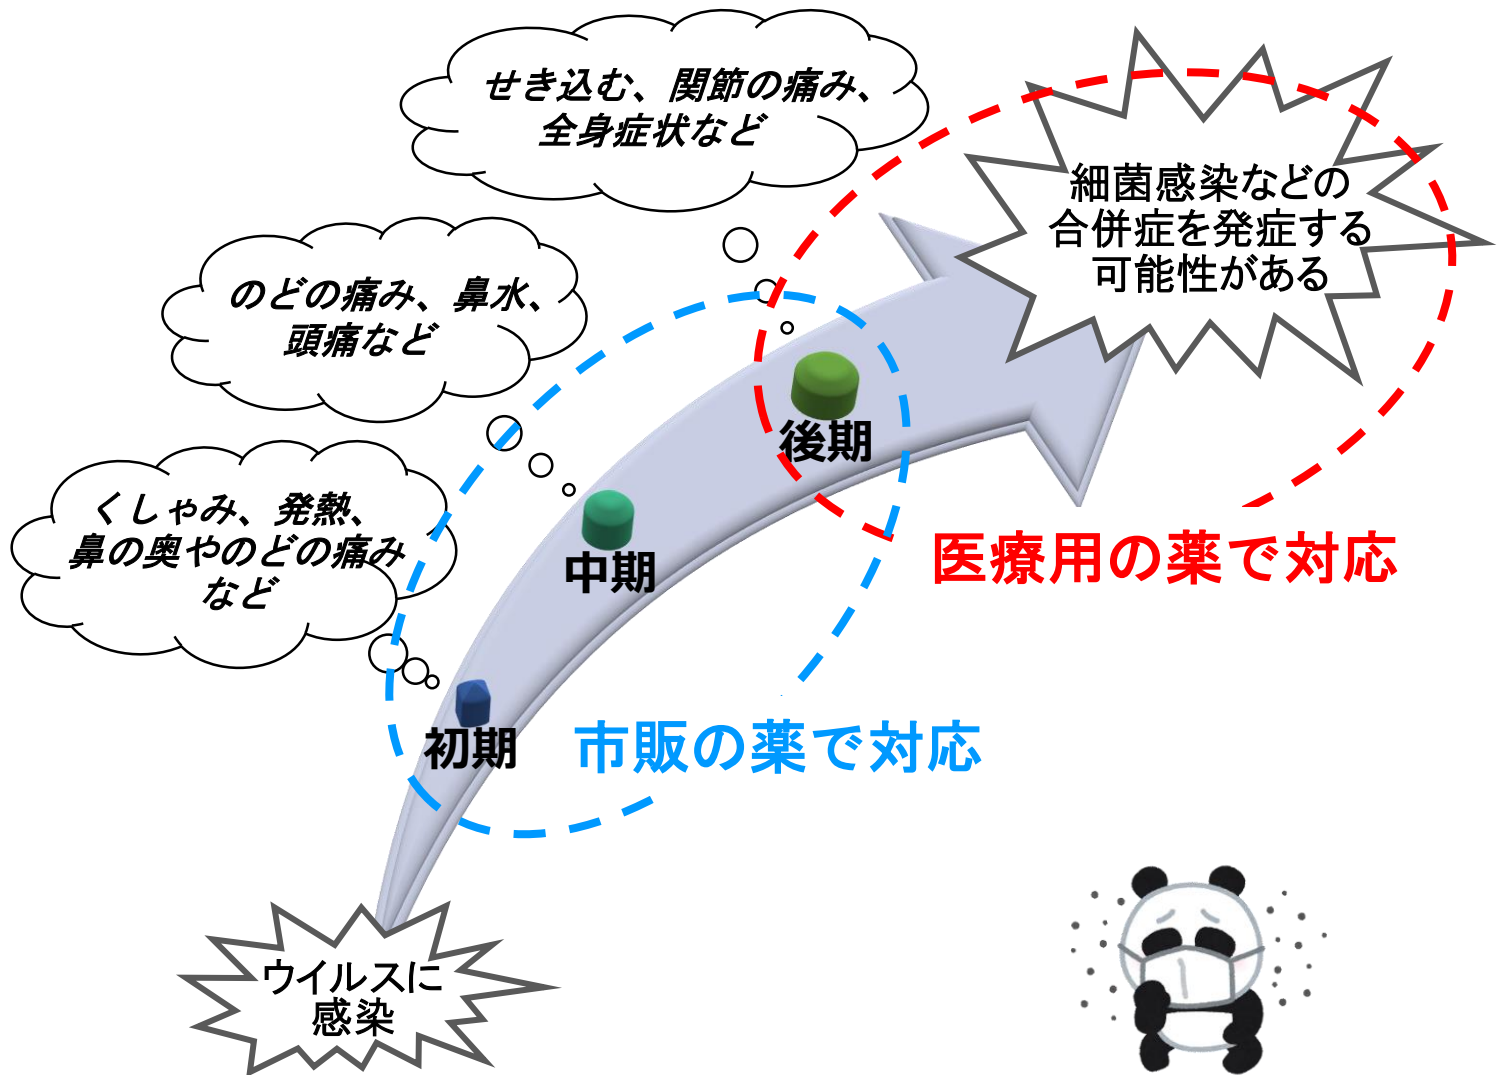 せき込む、関節の痛み、
全身症状など
細菌感染などの
合併症を発症する
可能性がある
のどの痛み、鼻水、
頭痛など
後期
くしゃみ、発熱、
鼻の奥やのどの痛み
など
中期
医療用の薬で対応
初期
市販の薬で対応
ウイルスに
感染